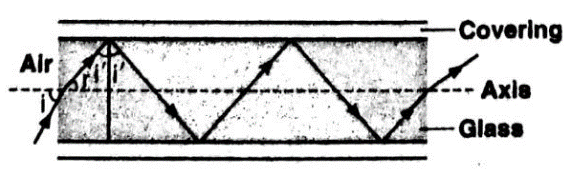 Covering
Air
i
r
i' i'
Axis
Glass